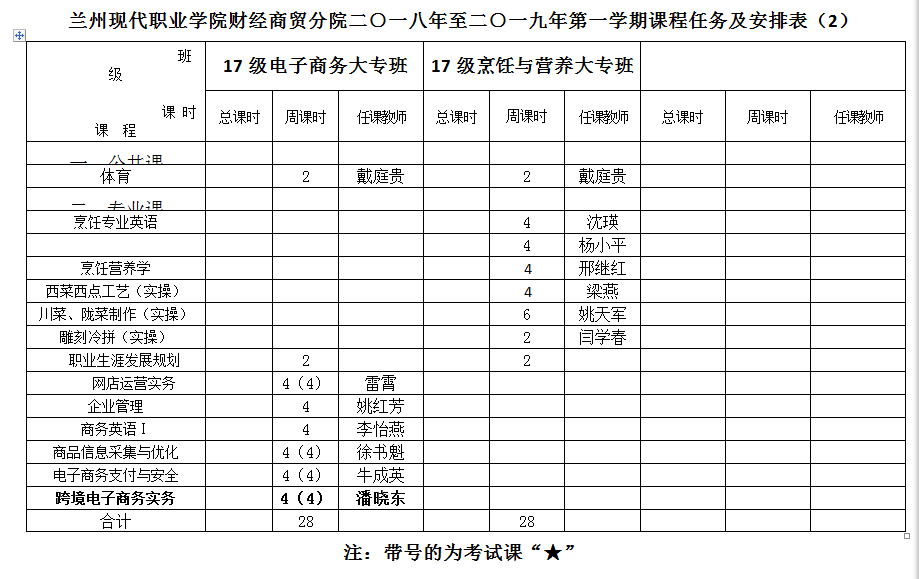 兰州现代职业学院财经商贸分院二〇一八年至二〇一九年第一学期课程任务及安排表（2）
班级 课时 课程 17 级电子商务大专班 17 级烹饪与营养大专班
总课时 周课时 任课教师 总课时 周课时 任课教师 总课时 周课时 任课教师
一 公共课
体育 2 戴庭贵 2 戴庭贵
二 专业课
烹饪专业英语 4 沈瑛
4 杨小平
烹饪营养学 4 邢继红
西菜西点工艺（实操） 4 梁燕
川菜、陇菜制作（实操） 6 姚天军
雕刻冷拼（实操） 2 闫学春
职业生涯发展规划 2 2
网店运营实务 4（4） 雷霄
企业管理 4 姚红芳
商务英语Ⅰ 4 李怡燕
商品信息采集与优化 4（4） 徐书魁
电子商务支付与安全 4（4） 牛成英
跨境电子商务实务 4（4） 潘晓东
合计 28 28
注：带号的为考试课“★”